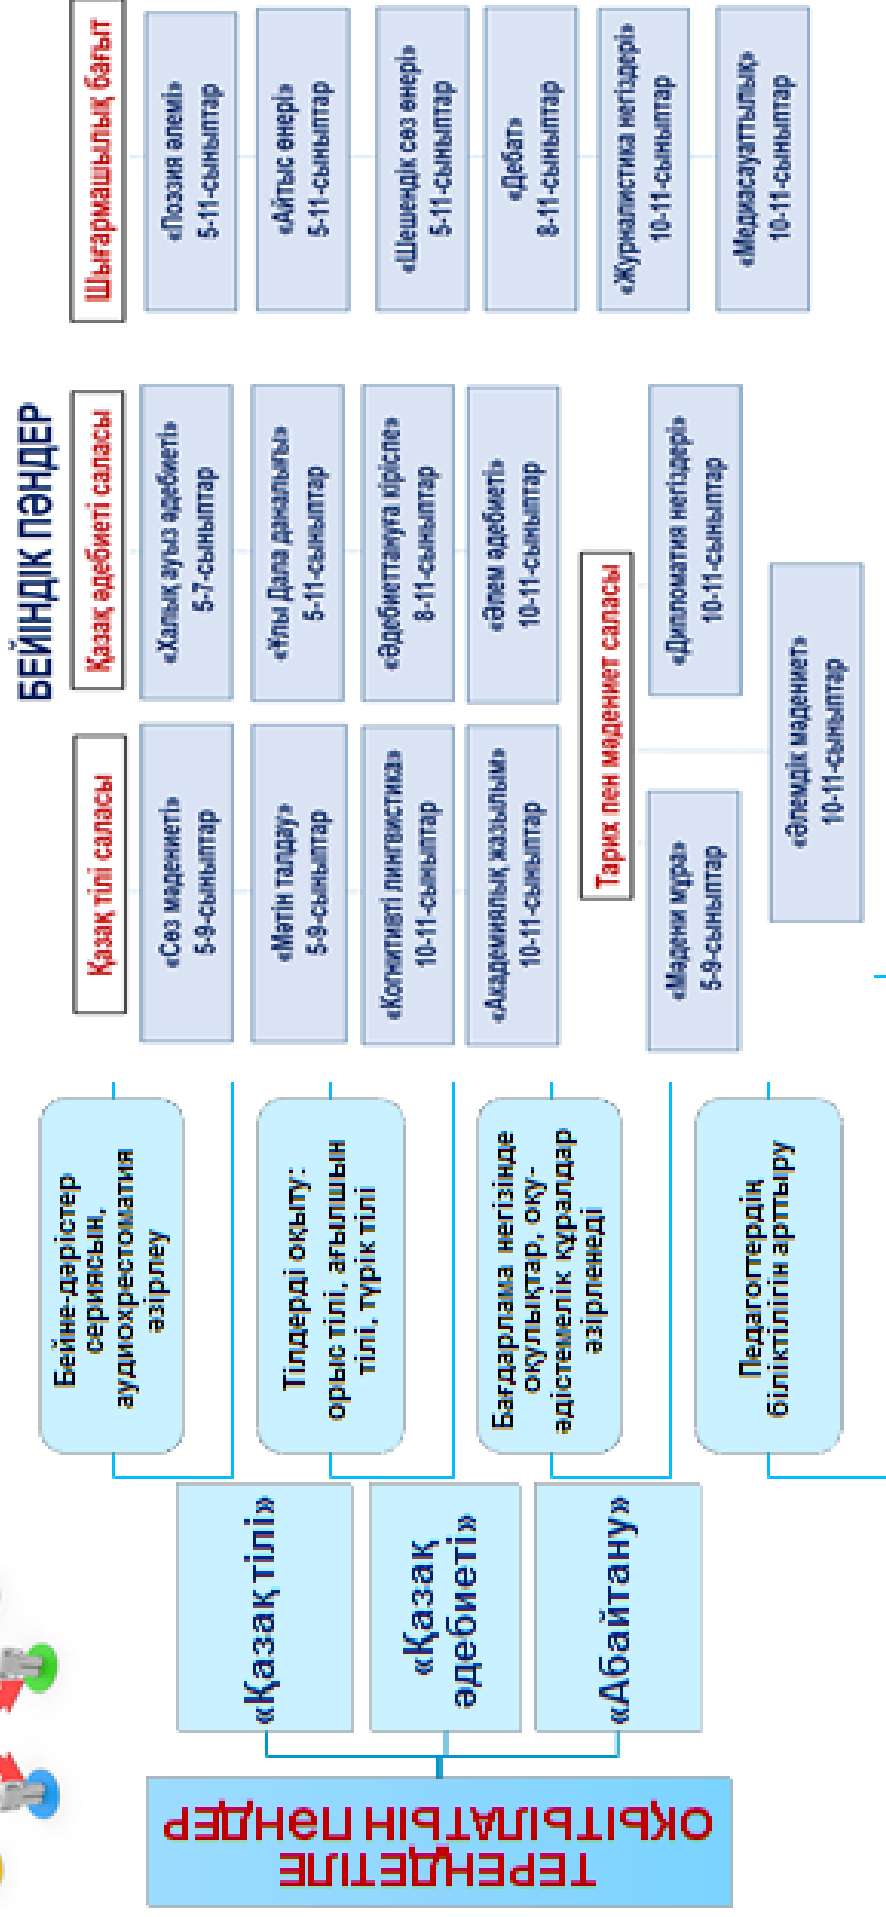 ТЕРЕҢДЕТІЛЕ
ОҚЫТЫЛАТЫН ПӘНДЕР
«Қазақ тілі»
«Қазақ
әдебиеті»
«Абайтану»
Бейне-дәрістер
сериясын,
аудиохрестоматия
әзірлеу
Тілдерді оқыту:
орыс тілі, ағылшын
тілі, түрік тілі
Бағдарлама негізінде
оқулықтар, оқу-
әдістемелік құралдар
әзірленеді
Педагогтердің
біліктілігін арттыру
БЕЙІНДІК ПӘНДЕР
Қазақ тілі саласы
«Сөз мәдениеті»
5-9-сыныптар
«Мәтін талдау»
5-9-сыныптар
«Когнитивті лингвистика»
10-11-сыныптар
«Академиялық жазылым»
10-11-сыныптар
Қазақ әдебиеті саласы
«Халық ауыз әдебиеті»
5-7-сыныптар
«Ұлы Дала даналығы»
5-11-сыныптар
«Әдебиеттануға кіріспе»
8-11-сыныптар
«Әлем әдебиеті»
10-11-сыныптар
Шығармашылық бағыт
«Поэзия әлемі»
5-11-сыныптар
«Айтыс өнері»
5-11-сыныптар
«Шешендік сөз өнері»
5-11-сыныптар
«Дебат»
8-11-сыныптар
«Журналистика негіздері»
10-11-сыныптар
«Медиасауаттылық»
10-11-сыныптар
Тарих пен мәдениет саласы
«Мәдени мұра»
5-9-сыныптар
«Дипломатия негіздері»
10-11-сыныптар
«Әлемдік мәдениет»
10-11-сыныптар